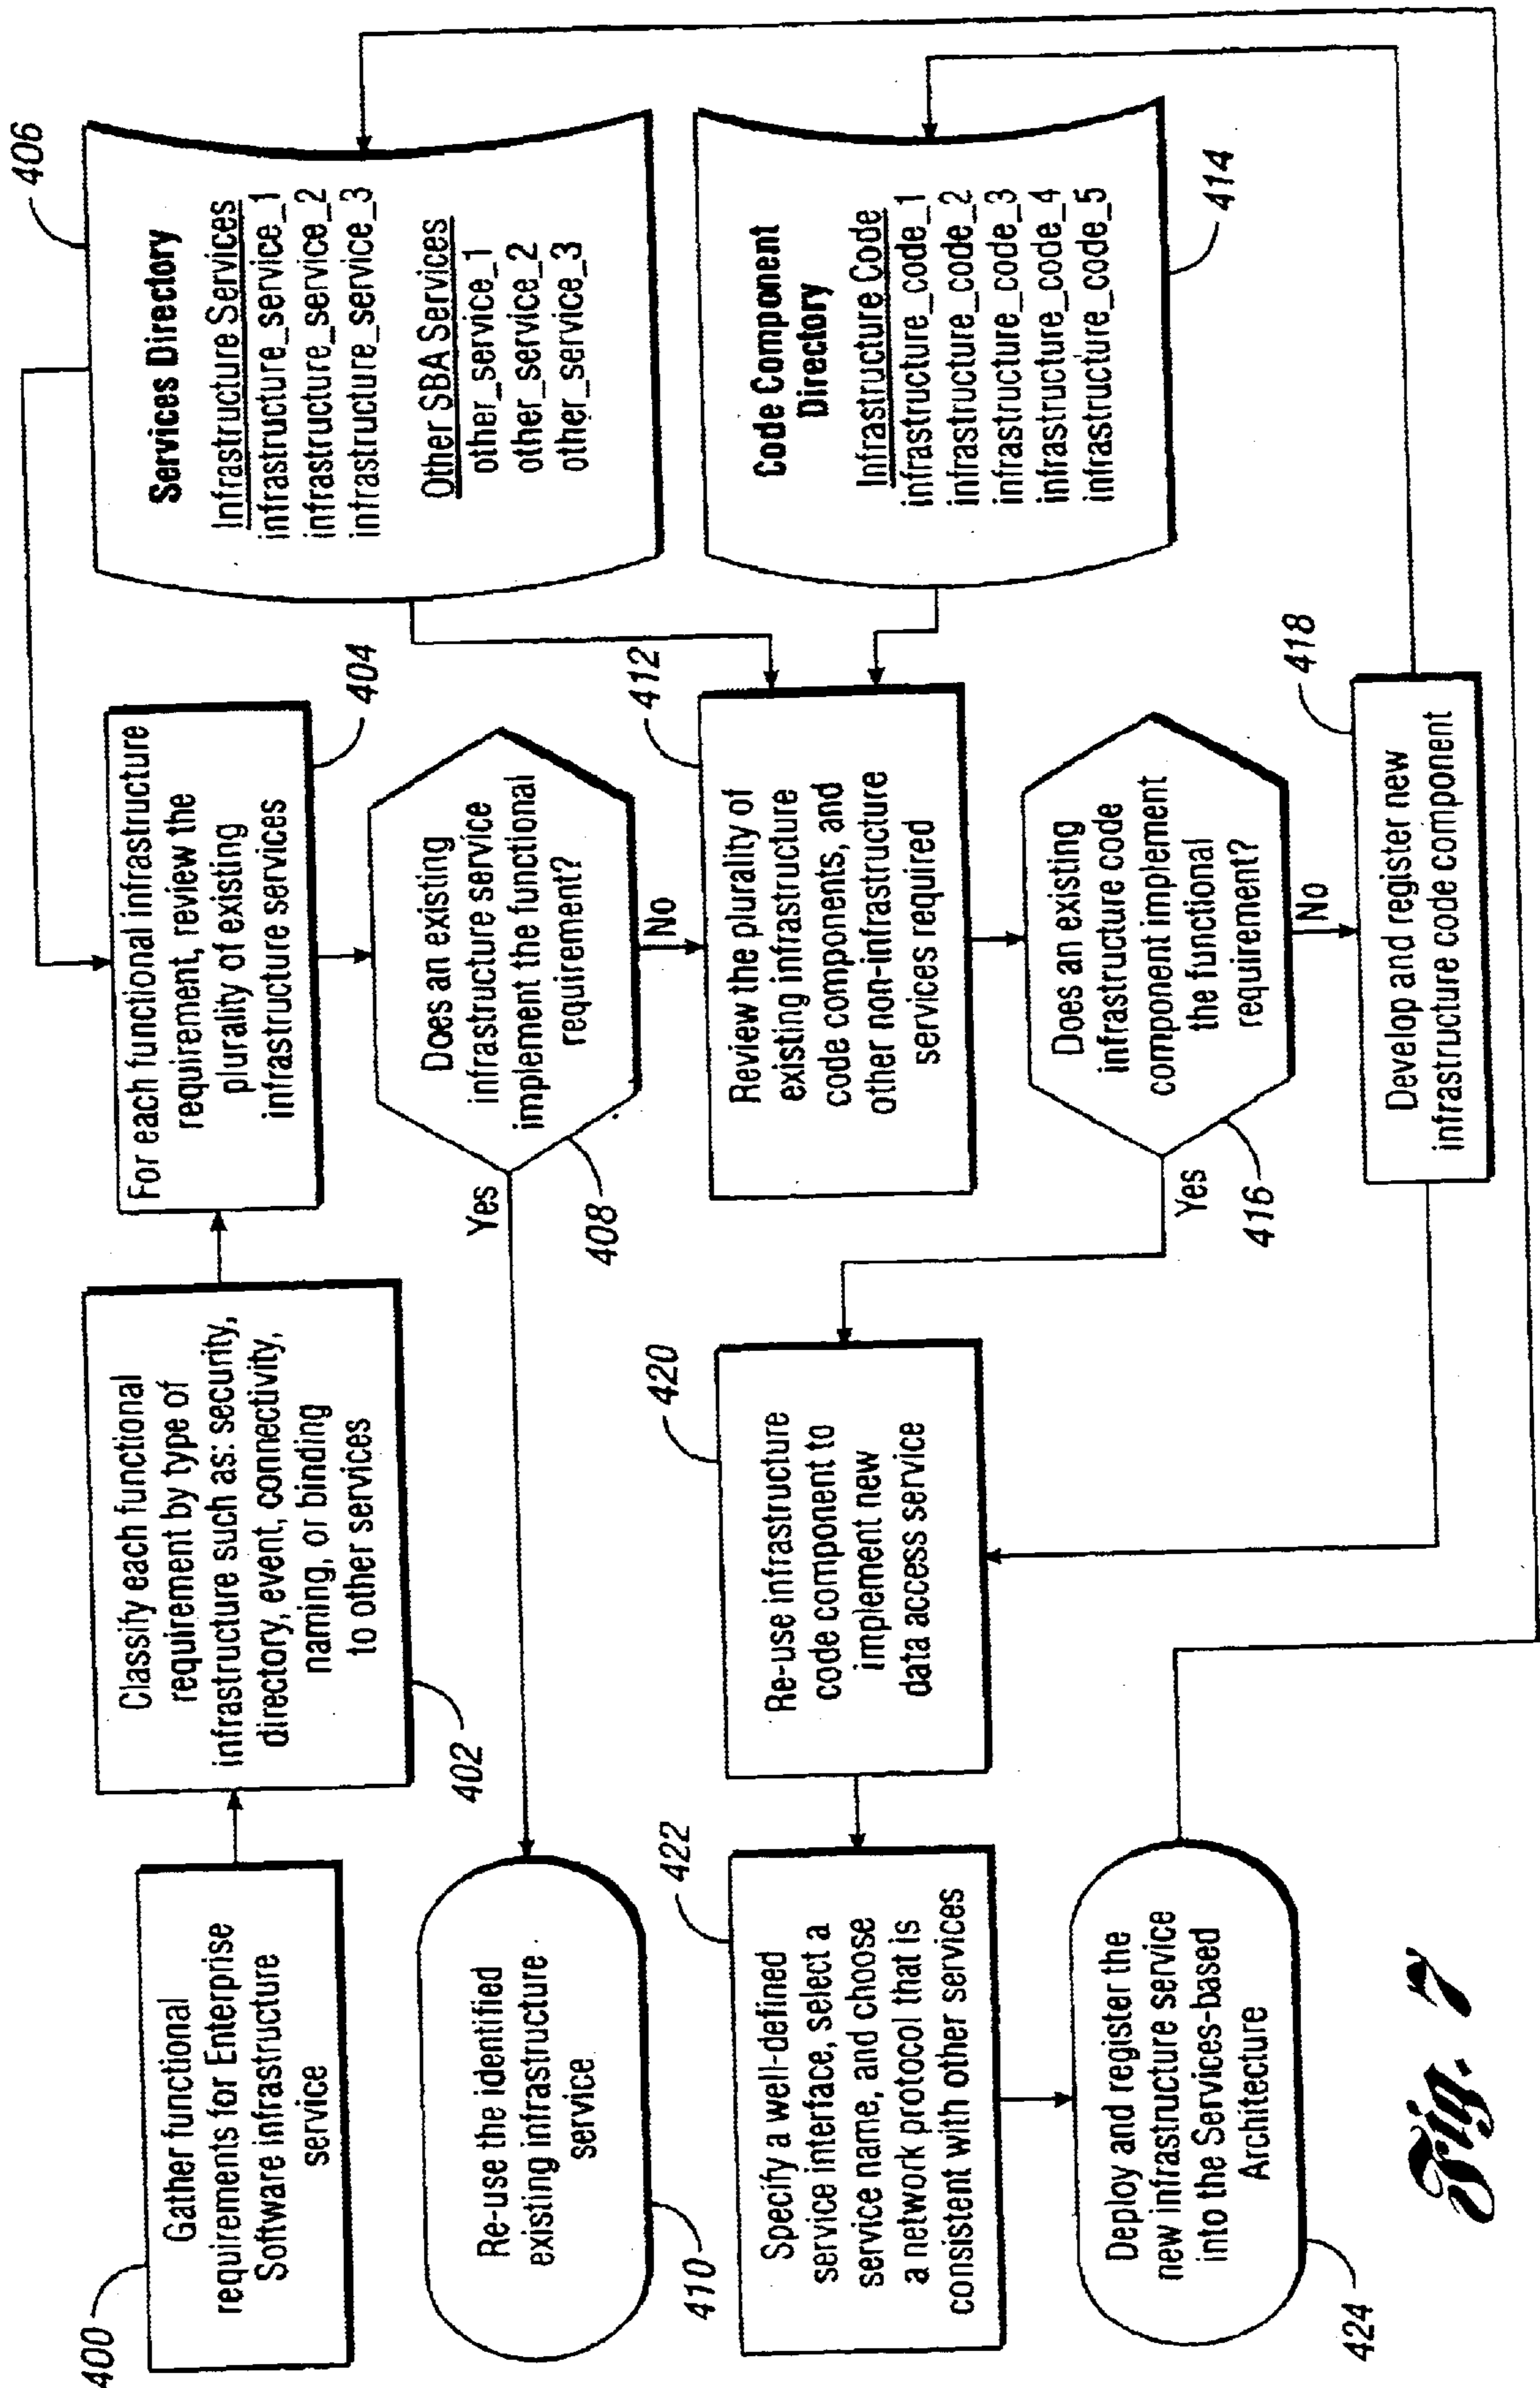 400
Gather functional
requirements for Enterprise
Software infrastructure
service
Classify each functional
requirement by type of
infrastructure such as: security,
directory, event, connectivity,
naming, or binding
to other services
402
For each functional infrastructure
requirement, review the
plurality of existing
infrastructure services
404
406
Services Directory
Infrastructure Services
infrastructure_service_1
infrastructure_service_2
infrastructure_service_3
Other SBA Services
other_service_1
other_service_2
other_service_3
Does an existing
infrastructure service
implement the functional
requirement?
408
Yes
No
Re-use the identified
existing infrastructure
service
410
412
Review the plurality of
existing infrastructure
code components, and
other non-infrastructure
services required
Code Component
Directory
Infrastructure Code
infrastructure_code_1
infrastructure_code_2
infrastructure_code_3
infrastructure_code_4
infrastructure_code_5
414
Does an existing
infrastructure code
component implement
the functional
requirement?
416
Yes
No
418
Develop and register new
infrastructure code component
420
Re-use infrastructure
code component to
implement new
data access service
422
Specify a well-defined
service interface, select a
service name, and choose
a network protocol that is
consistent with other services
Deploy and register the
new infrastructure service
into the Services-based
Architecture
424
Fig. 7